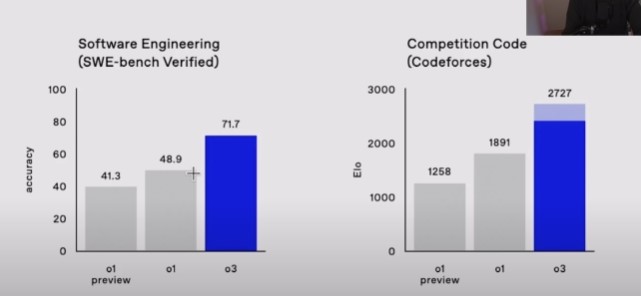 Software Engineering
(SWE-bench Verified)
100
80
60
40
20
0
accuracy
41.3
48.9
71.7
o1
preview
o1
o3
Competition Code
(Codeforces)
3000
2000
1000
0
Elo
1258
1891
2727
o1
preview
o1
o3